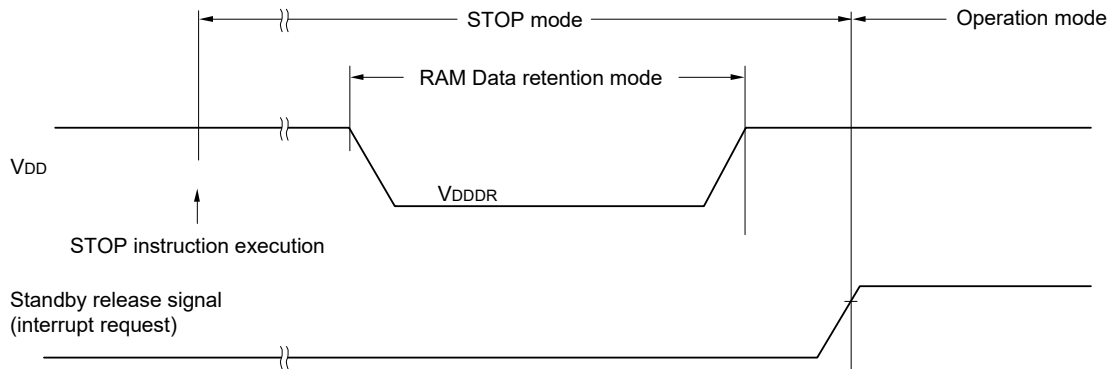 STOP mode
Operation mode
RAM Data retention mode
VDD
VDDDR
STOP instruction execution
Standby release signal
(interrupt request)